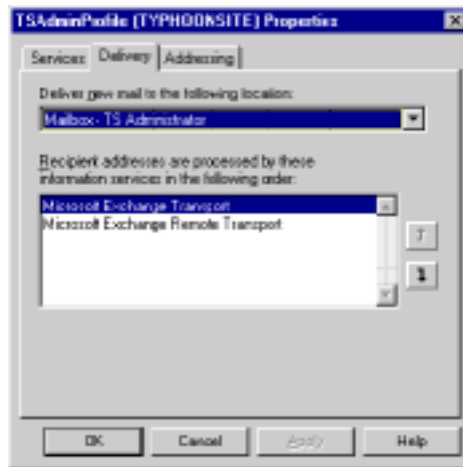 TSAdminProfile (TYPHOONSITE) Properties
Services Delivery Addressing
Deliver new mail to the following location:
Mailbox - TS Administrator
Recipient addresses are processed by these
information services in the following order:
Microsoft Exchange Transport
Microsoft Exchange Remote Transport
OK Cancel Apply Help